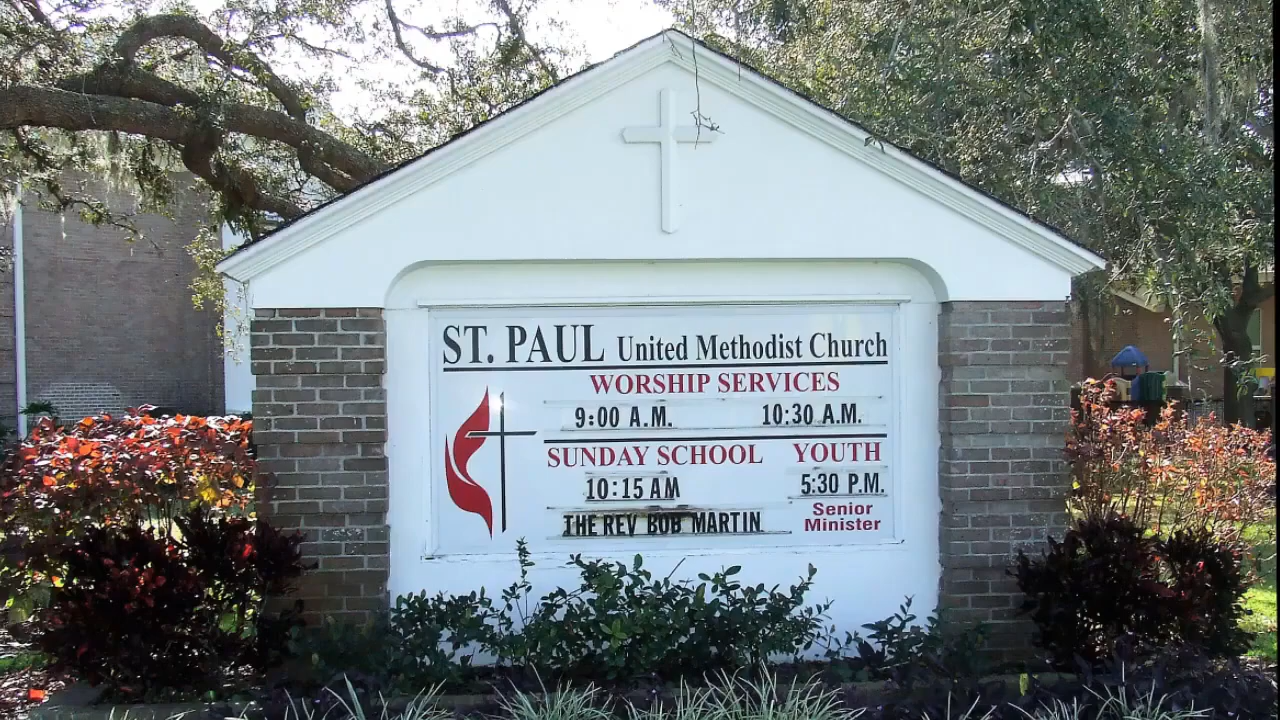 ST. PAUL United Methodist Church
WORSHIP SERVICES
9:00 A.M. 10:30 A.M.
SUNDAY SCHOOL YOUTH
10:15 AM 5:30 P.M.
THE REV BOB MARTIN Senior Minister